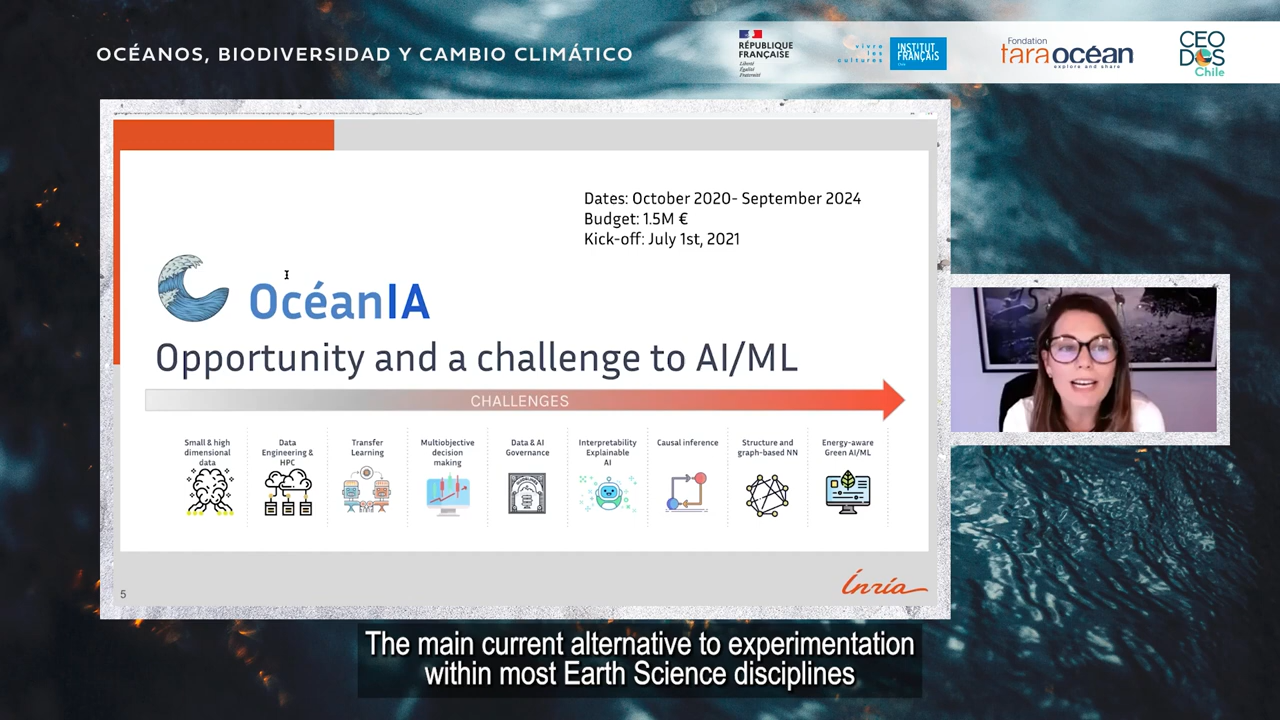 OCÉANOS, BIODIVERSIDAD Y CAMBIO CLIMÁTICO
RÉPUBLIQUE
FRANÇAISE
Liberté
Égalité
Fraternité
vivre
les
cultures
INSTITUT
FRANÇAIS
Fondation
taraocéan
explore and share
CEO
DOS
Chile
Dates: October 2020- September 2024
Budget: 1.5M €
Kick-off: July 1st, 2021
OcéanIA
Opportunity and a challenge to AI/ML
CHALLENGES
Small & high
dimensional
data
Data
Engineering &
HPC
Transfer
Learning
Multiobjective
decision
making
Data & AI
Governance
Interpretability
Explainable
AI
Causal inference
Structure and
graph-based NN
Energy-aware
Green AI/ML
5
Inria
The main current alternative to experimentation
within most Earth Science disciplines